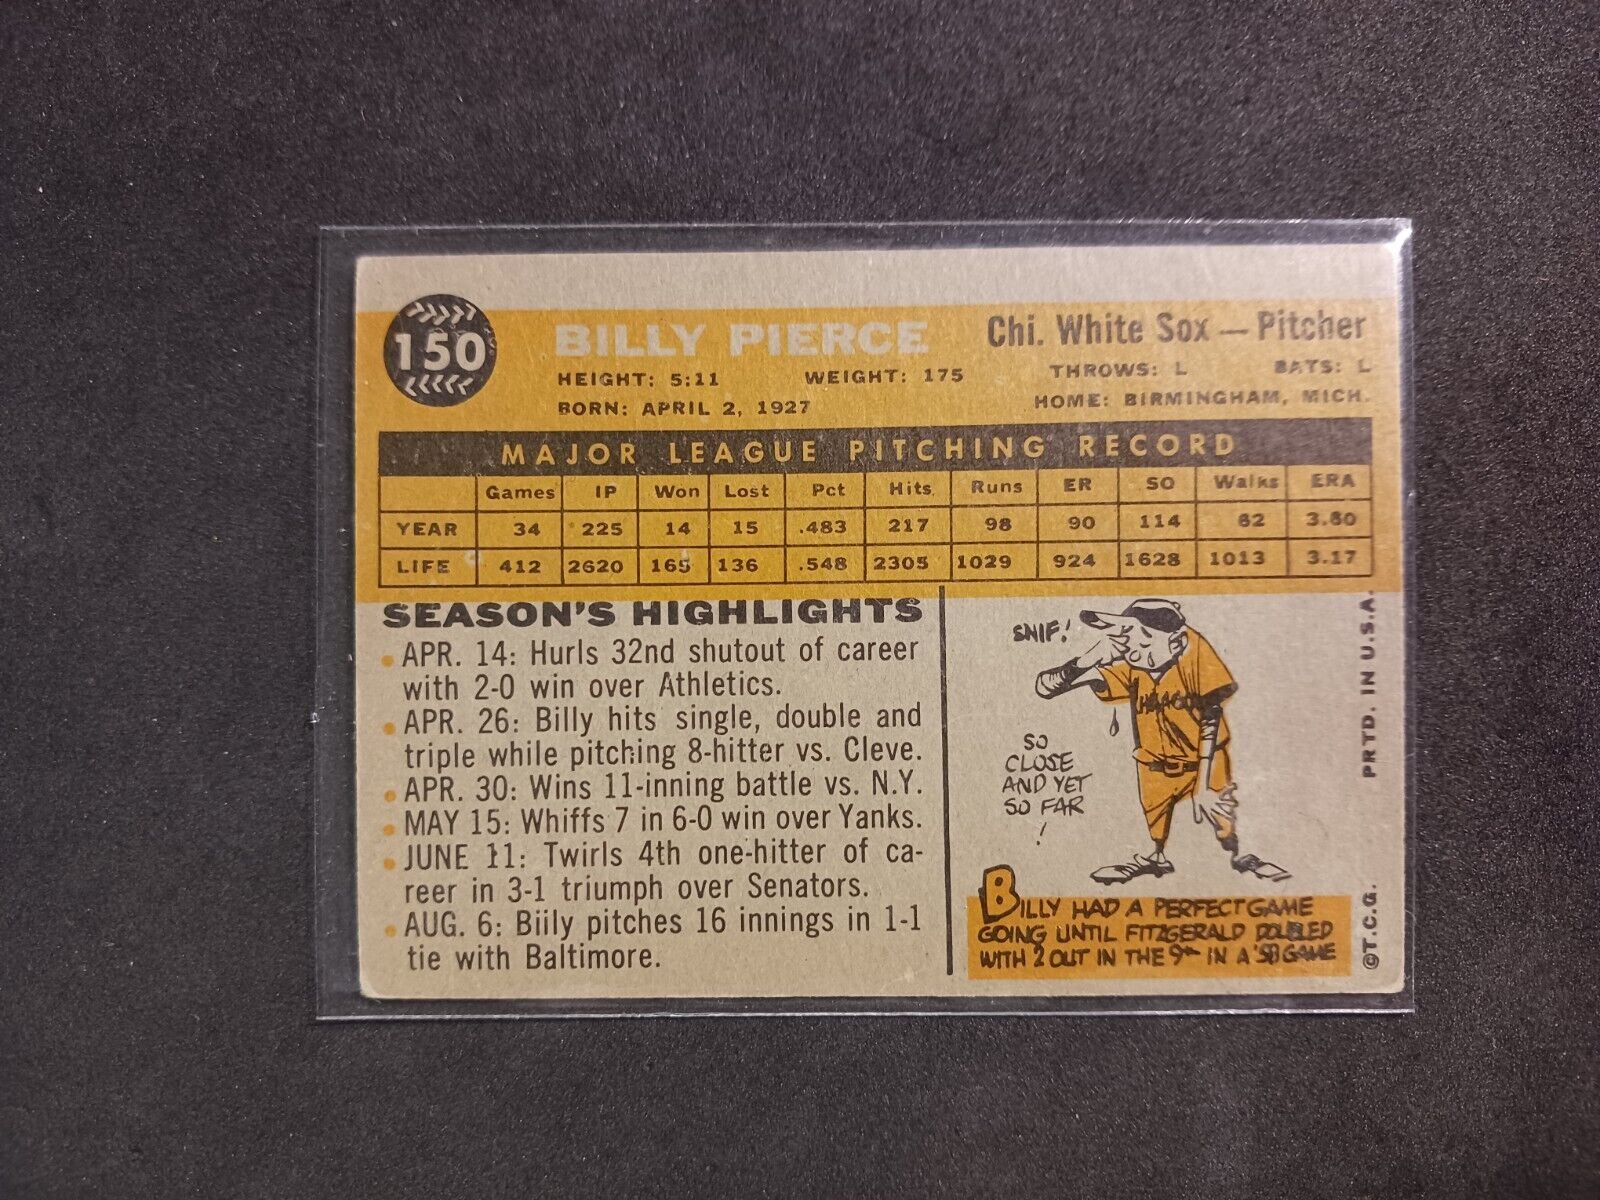 150
BILLY PIERCE
Chi. White Sox — Pitcher
HEIGHT: 5:11 WEIGHT: 175 THROWS: L BATS: L
BORN: APRIL 2, 1927 HOME: BIRMINGHAM, MICH.
MAJOR LEAGUE PITCHING RECORD
Games IP Won Lost Pct Hits Runs ER SO Walks ERA
YEAR 34 225 14 15 .483 217 98 90 114 62 3.60
LIFE 412 2620 165 136 .548 2305 1029 924 1628 1013 3.17
SEASON'S HIGHLIGHTS
APR. 14: Hurls 32nd shutout of career
with 2-0 win over Athletics.
APR. 26: Billy hits single, double and
triple while pitching 8-hitter vs. Cleve.
APR. 30: Wins 11-inning battle vs. N.Y.
MAY 15: Whiffs 7 in 6-0 win over Yanks.
JUNE 11: Twirls 4th one-hitter of ca-
reer in 3-1 triumph over Senators.
AUG. 6: Biily pitches 16 innings in 1-1
tie with Baltimore.
SNIF!
CHICAGO
SO
CLOSE
AND YET
SO FAR
!
BILLY HAD A PERFECT GAME
GOING UNTIL FITZGERALD DOUBLED
WITH 2 OUT IN THE 9TH IN A '58 GAME
©T.C.G. PRTD. IN U.S.A.